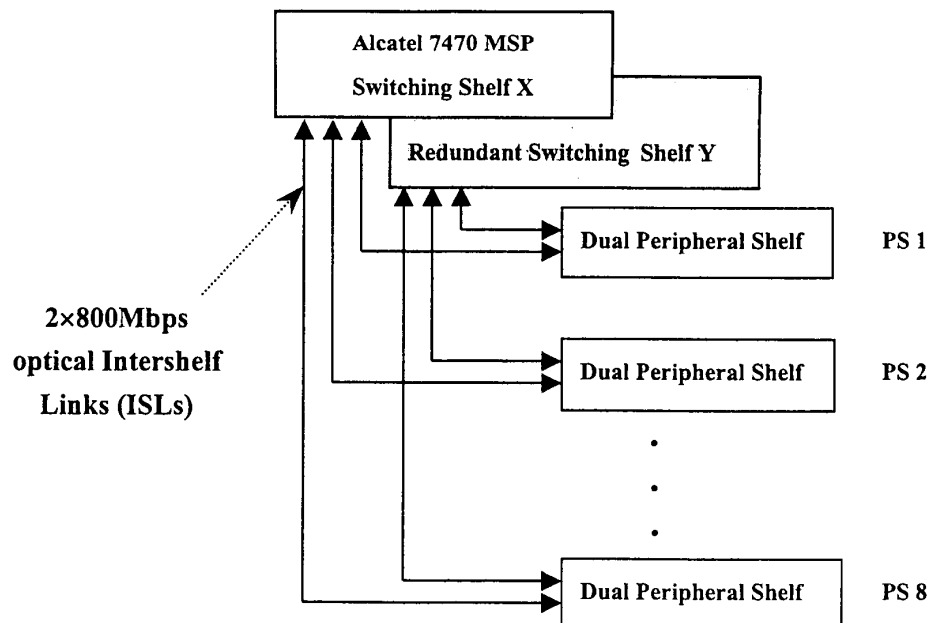 Alcatel 7470 MSP
Switching Shelf X
Redundant Switching Shelf Y
Dual Peripheral Shelf PS 1
2×800Mbps
optical Intershelf
Links (ISLs)
Dual Peripheral Shelf PS 2
Dual Peripheral Shelf PS 8